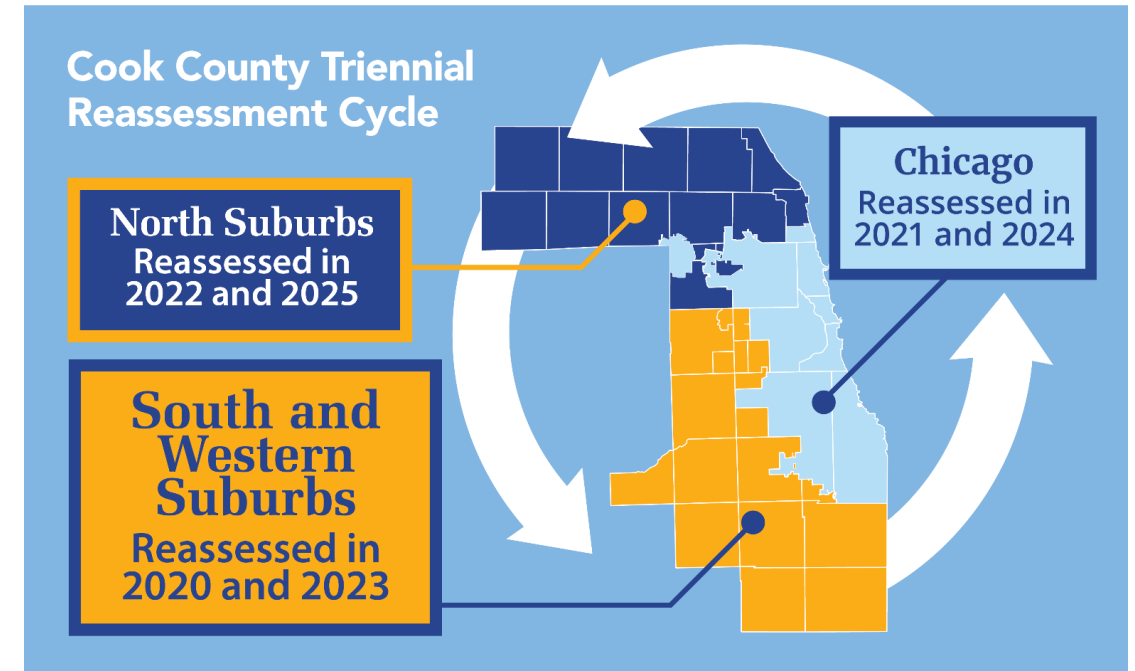 Cook County Triennial
Reassessment Cycle
North Suburbs
Reassessed in
2022 and 2025
Chicago
Reassessed in
2021 and 2024
South and
Western
Suburbs
Reassessed in
2020 and 2023